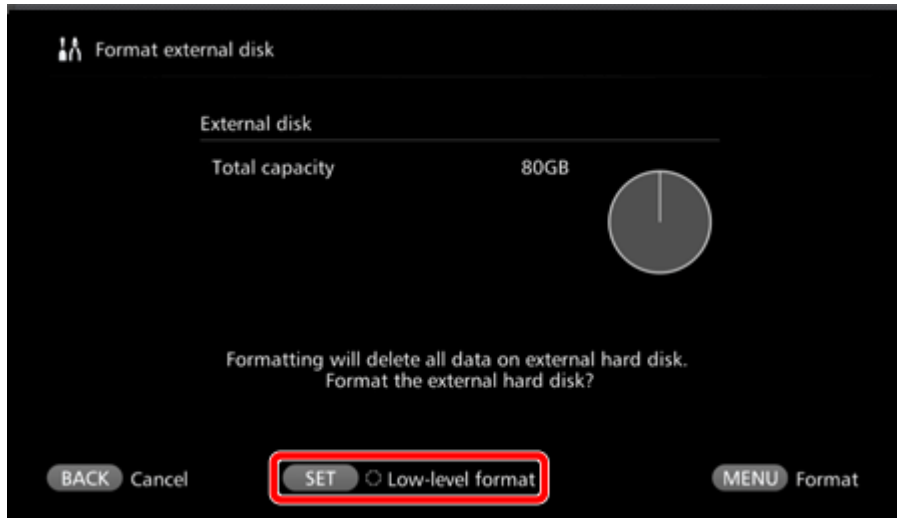 Format external disk
External disk
Total capacity 80GB
Formatting will delete all data on external hard disk.
Format the external hard disk?
BACK Cancel SET Low-level format MENU Format